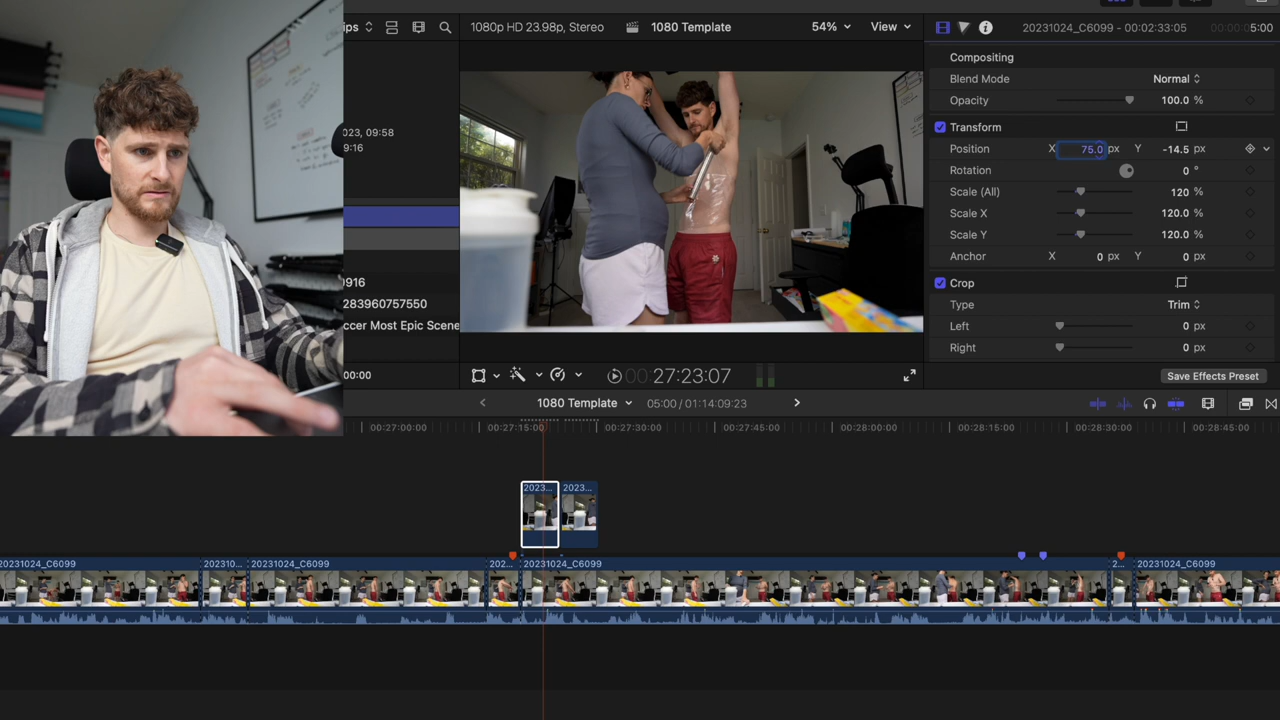 ips
1080p HD 23.98p, Stereo
1080 Template
54%
View
20231024_C6099 - 00:02:33:05
00:00:05:00
023, 09:58
9:16
0916
283960757550
ccer Most Epic Scene
00:00
Compositing
Blend Mode
Normal
Opacity
100.0 %
Transform
Position
X
75.0 px
Y
-14.5 px
Rotation
0 °
Scale (All)
120 %
Scale X
120.0 %
Scale Y
120.0 %
Anchor
X
0 px
Y
0 px
Crop
Type
Trim
Left
0 px
Right
0 px
Save Effects Preset
00:27:23:07
1080 Template
05:00 / 01:14:09:23
00:27:00:00
00:27:15:00
00:27:30:00
00:27:45:00
00:28:00:00
00:28:15:00
00:28:30:00
00:28:45:00
2023...
2023...
20231024_C6099
202310...
20231024_C6099
202...
20231024_C6099
2...
20231024_C6099